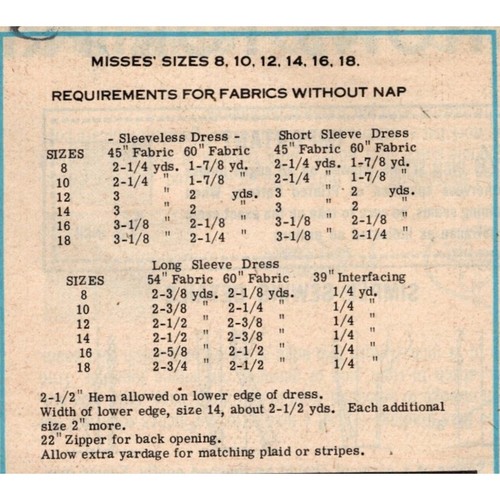 MISSES' SIZES 8, 10, 12, 14, 16, 18.
REQUIREMENTS FOR FABRICS WITHOUT NAP
- Sleeveless Dress - Short Sleeve Dress
SIZES 45" Fabric 60" Fabric 45" Fabric 60" Fabric
8 2-1/4 yds. 1-7/8 yd. 2-1/4 yds. 1-7/8 yd.
10 2-1/4 " 1-7/8 " 2-1/4 " 1-7/8 "
12 3 " 2 yds. 3 " 2 yds.
14 3 " 2 " 3 " 2 "
16 3-1/8 " 2-1/4 " 3-1/8 " 2-1/4 "
18 3-1/8 " 2-1/4 " 3-1/8 " 2-1/4 "
Long Sleeve Dress
SIZES 54" Fabric 60" Fabric 39" Interfacing
8 2-3/8 yds. 2-1/8 yds. 1/4 yd.
10 2-3/8 " 2-1/4 " 1/4 "
12 2-1/2 " 2-3/8 " 1/4 "
14 2-1/2 " 2-3/8 " 1/4 "
16 2-5/8 " 2-1/2 " 1/4 "
18 2-3/4 " 2-1/2 " 1/4 "
2-1/2" Hem allowed on lower edge of dress.
Width of lower edge, size 14, about 2-1/2 yds. Each additional
size 2" more.
22" Zipper for back opening.
Allow extra yardage for matching plaid or stripes.